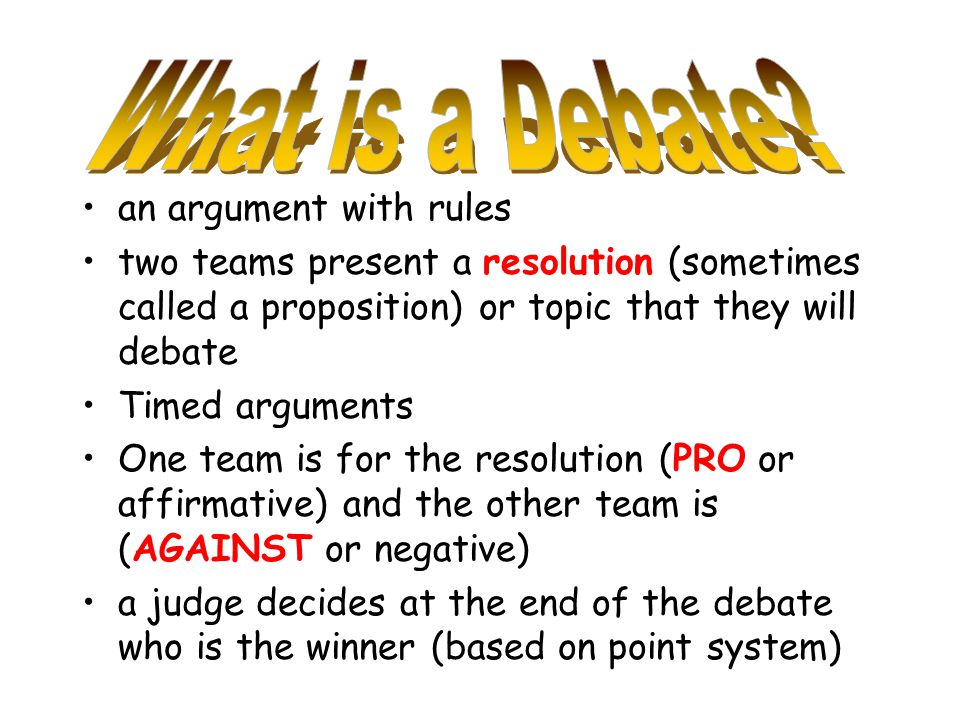 What is a Debate?
• an argument with rules
• two teams present a resolution (sometimes
called a proposition) or topic that they will
debate
• Timed arguments
• One team is for the resolution (PRO or
affirmative) and the other team is
(AGAINST or negative)
• a judge decides at the end of the debate
who is the winner (based on point system)